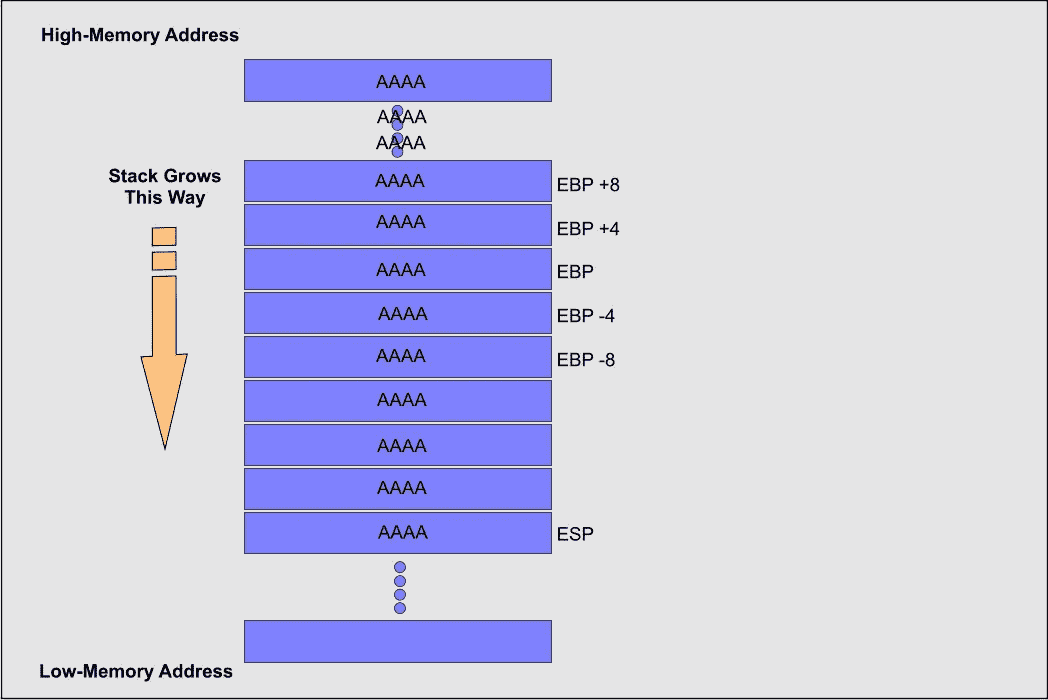 High-Memory Address
AAAA
AAAA
AAAA
Stack Grows
This Way
AAAA EBP +8
AAAA EBP +4
AAAA EBP
AAAA EBP -4
AAAA EBP -8
AAAA
AAAA
AAAA
AAAA ESP
Low-Memory Address